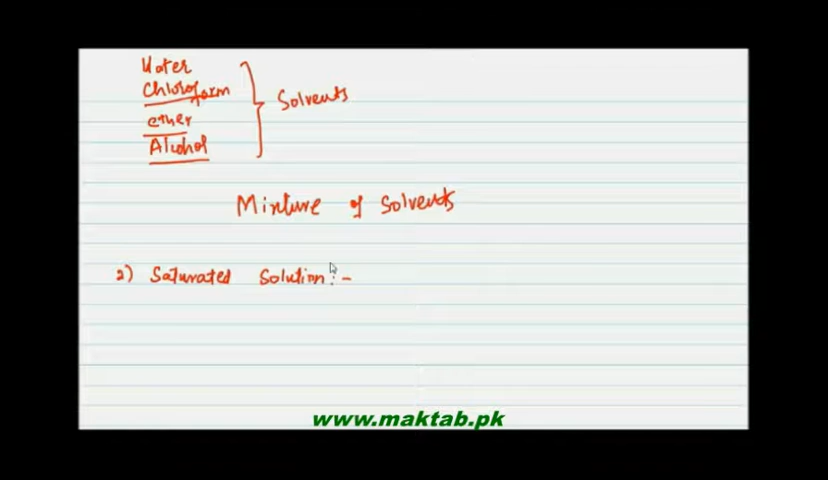 Water
Chloroform
ether
Alcohol
Solvents
Mixture of Solvents
2) Saturated Solution:-
www.maktab.pk